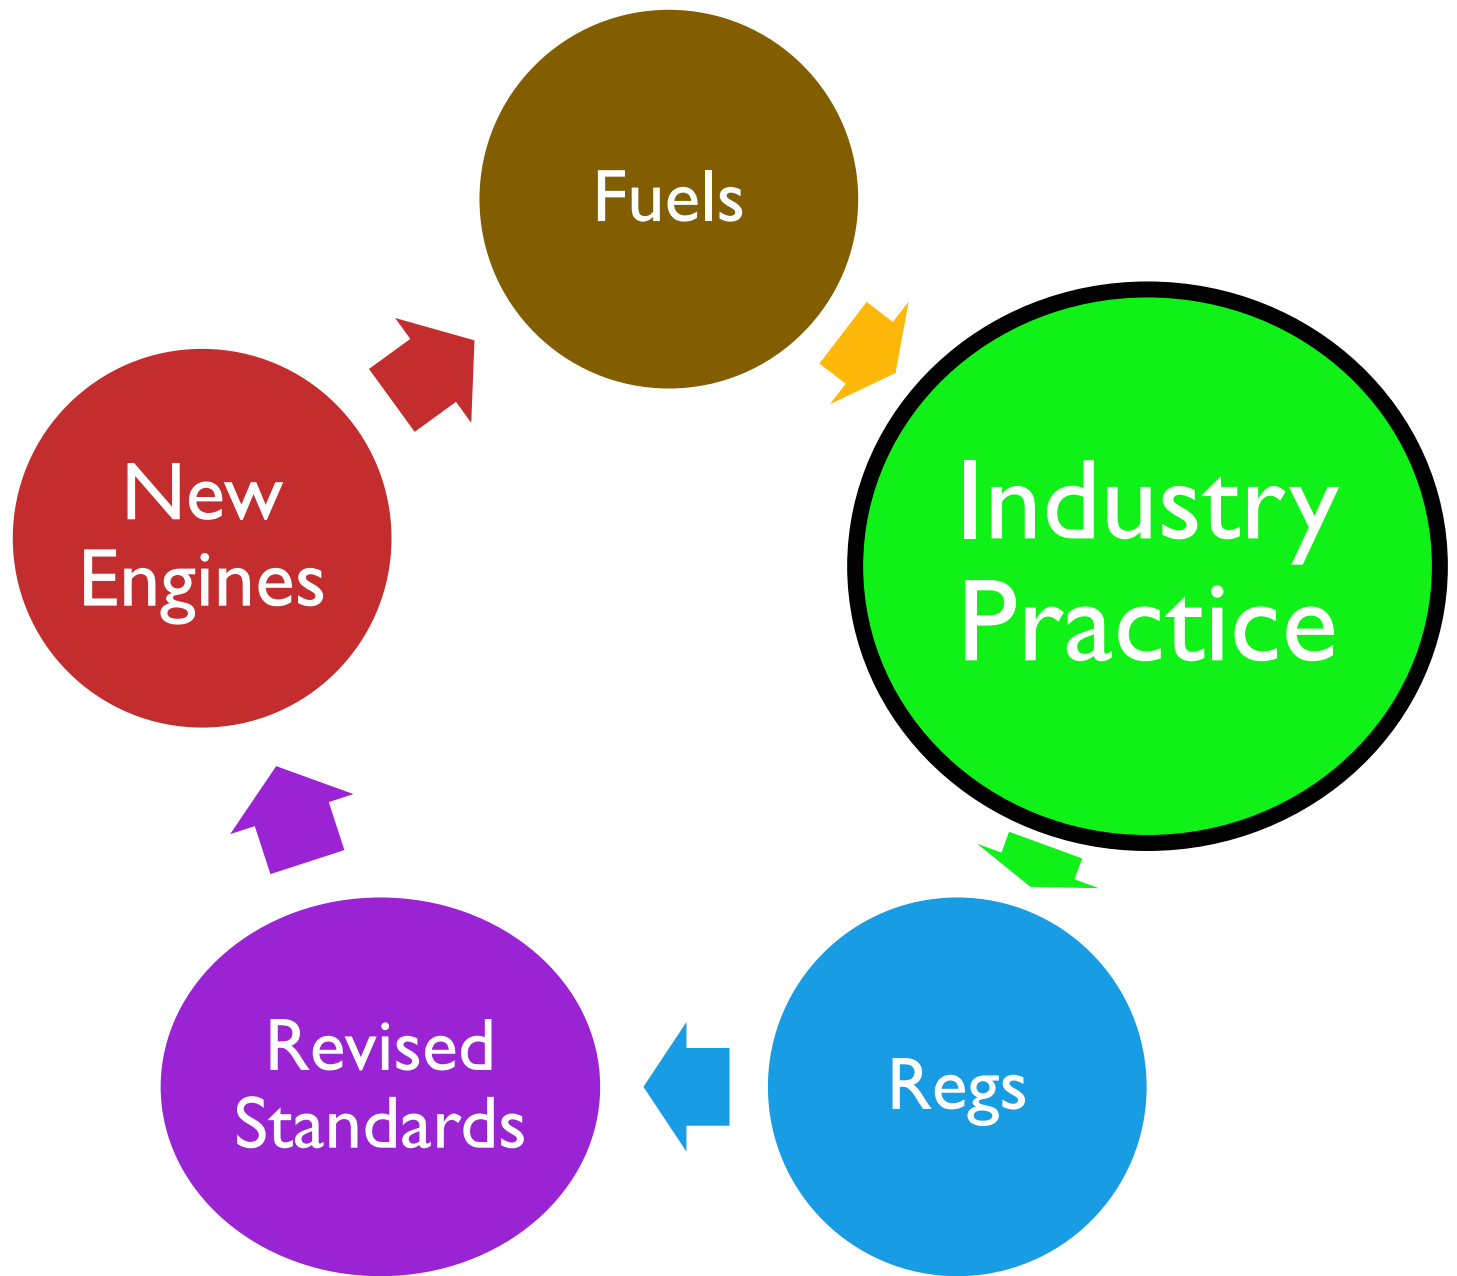 Fuels
Industry
Practice
Regs
Revised
Standards
New
Engines